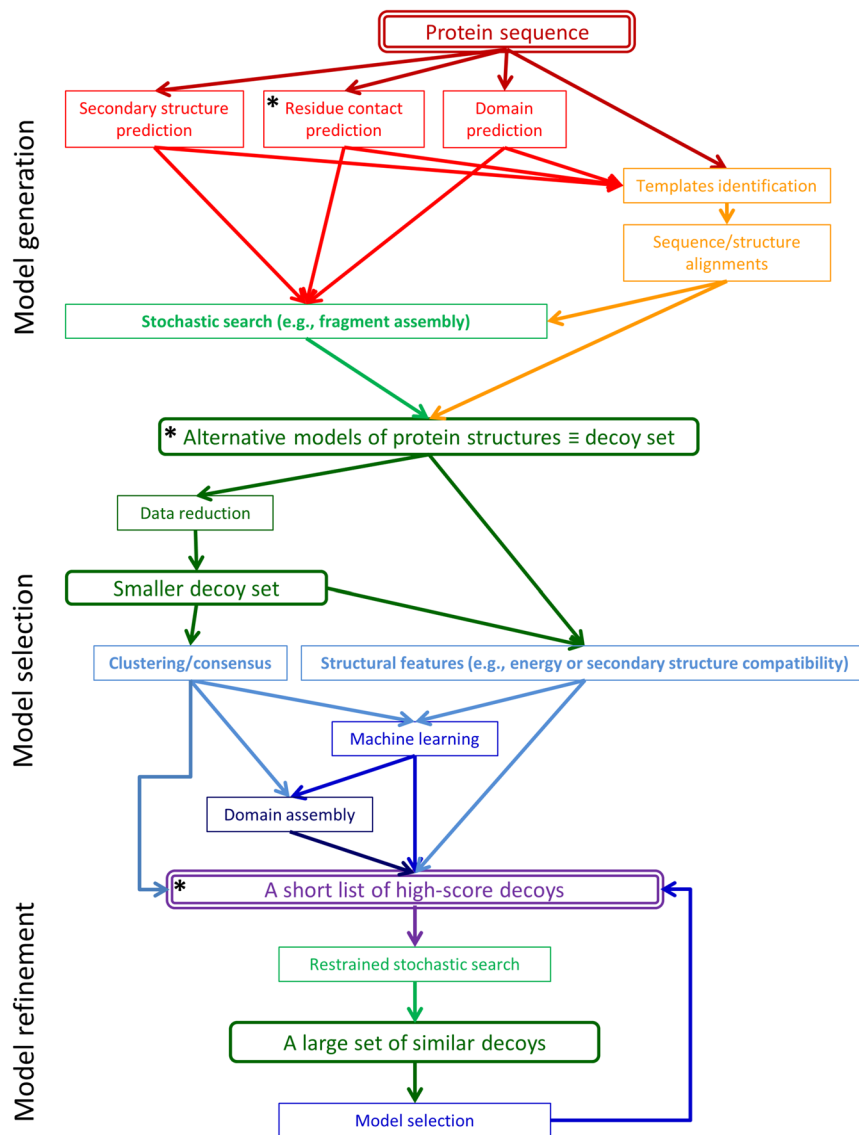 Protein sequence
Secondary structure
prediction
* Residue contact
prediction
Domain
prediction
Templates identification
Sequence/structure
alignments
Stochastic search (e.g., fragment assembly)
Model generation
* Alternative models of protein structures ≡ decoy set
Data reduction
Smaller decoy set
Clustering/consensus
Structural features (e.g., energy or secondary structure compatibility)
Machine learning
Domain assembly
Model selection
* A short list of high-score decoys
Restrained stochastic search
A large set of similar decoys
Model selection
Model refinement